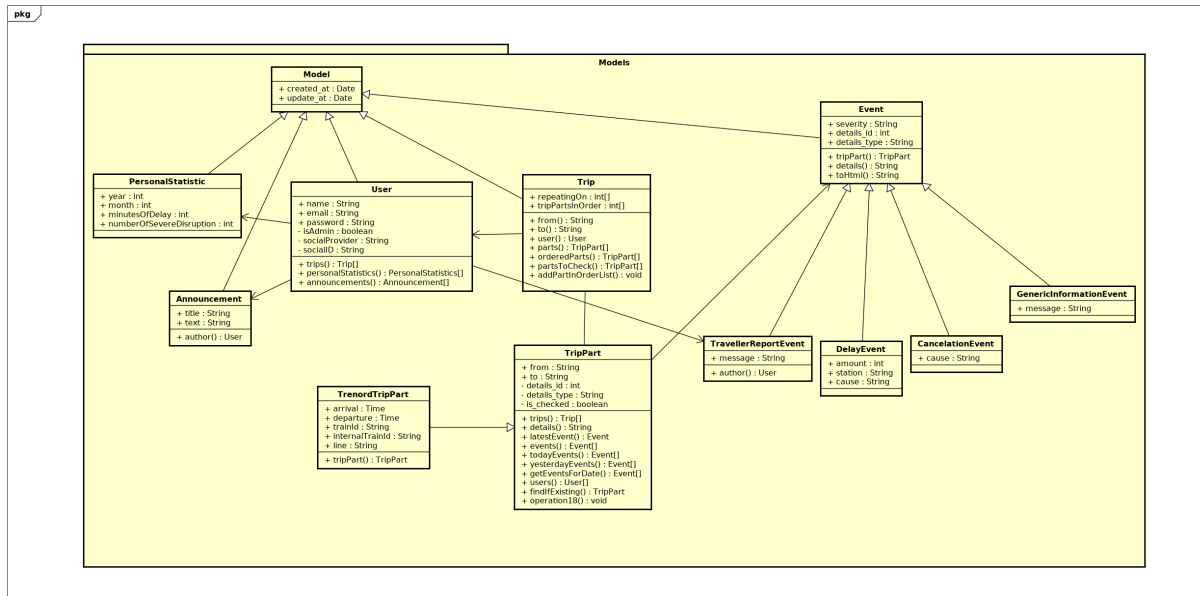 pkg
Models
Model
+ created_at : Date
+ update_at : Date
Event
+ severity : String
+ details_id : int
+ details_type : String
+ tripPart() : TripPart
+ details() : String
+ toHtml() : String
PersonalStatistic
+ year : int
+ month : int
+ minutesOfDelay : int
+ numberOfSevereDisruption : int
User
+ name : String
+ email : String
+ password : String
- isAdmin : boolean
- socialProvider : String
- socialID : String
+ trips() : Trip[]
+ personalStatistics() : PersonalStatistics[]
+ announcements() : Announcement[]
Trip
+ repeatingOn : int[]
+ tripPartsInOrder : int[]
+ from() : String
+ to() : String
+ user() : User
+ parts() : TripPart[]
+ orderedParts() : TripPart[]
+ partsToCheck() : TripPart[]
+ addPartInOrderList() : void
Announcement
+ title : String
+ text : String
+ author() : User
GenericInformationEvent
+ message : String
TravellerReportEvent
+ message : String
+ author() : User
DelayEvent
+ amount : int
+ station : String
+ cause : String
CancelationEvent
+ cause : String
TripPart
+ from : String
+ to : String
- details_id : int
- details_type : String
- is_checked : boolean
+ trips() : Trip[]
+ details() : String
+ latestEvent() : Event
+ events() : Event[]
+ todayEvents() : Event[]
+ yesterdayEvents() : Event[]
+ getEventsForDate() : Event[]
+ users() : User[]
+ findIfExisting() : TripPart
+ operation18() : void
TrenordTripPart
+ arrival : Time
+ departure : Time
+ trainId : String
+ internalTrainId : String
+ line : String
+ tripPart() : TripPart